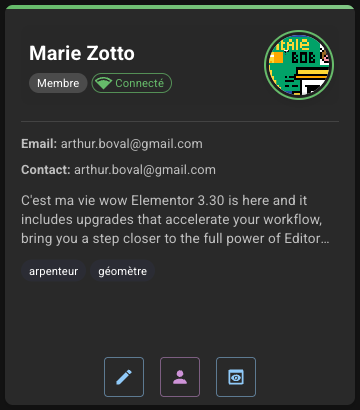 Marie Zotto
Membre
Connecté
BOB
Email: arthur.boval@gmail.com
Contact: arthur.boval@gmail.com
C'est ma vie wow Elementor 3.30 is here and it
includes upgrades that accelerate your workflow,
bring you a step closer to the full power of Editor...
arpenteur
géomètre